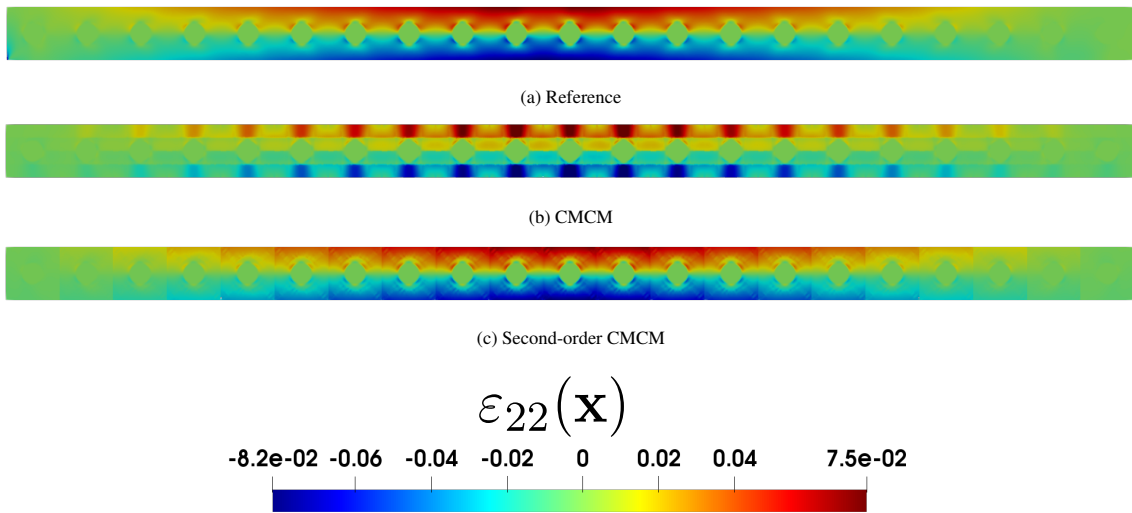 (a) Reference
(b) CMCM
(c) Second-order CMCM
ε₂₂(𝐱)
-8.2e-02 -0.06 -0.04 -0.02 0 0.02 0.04 7.5e-02